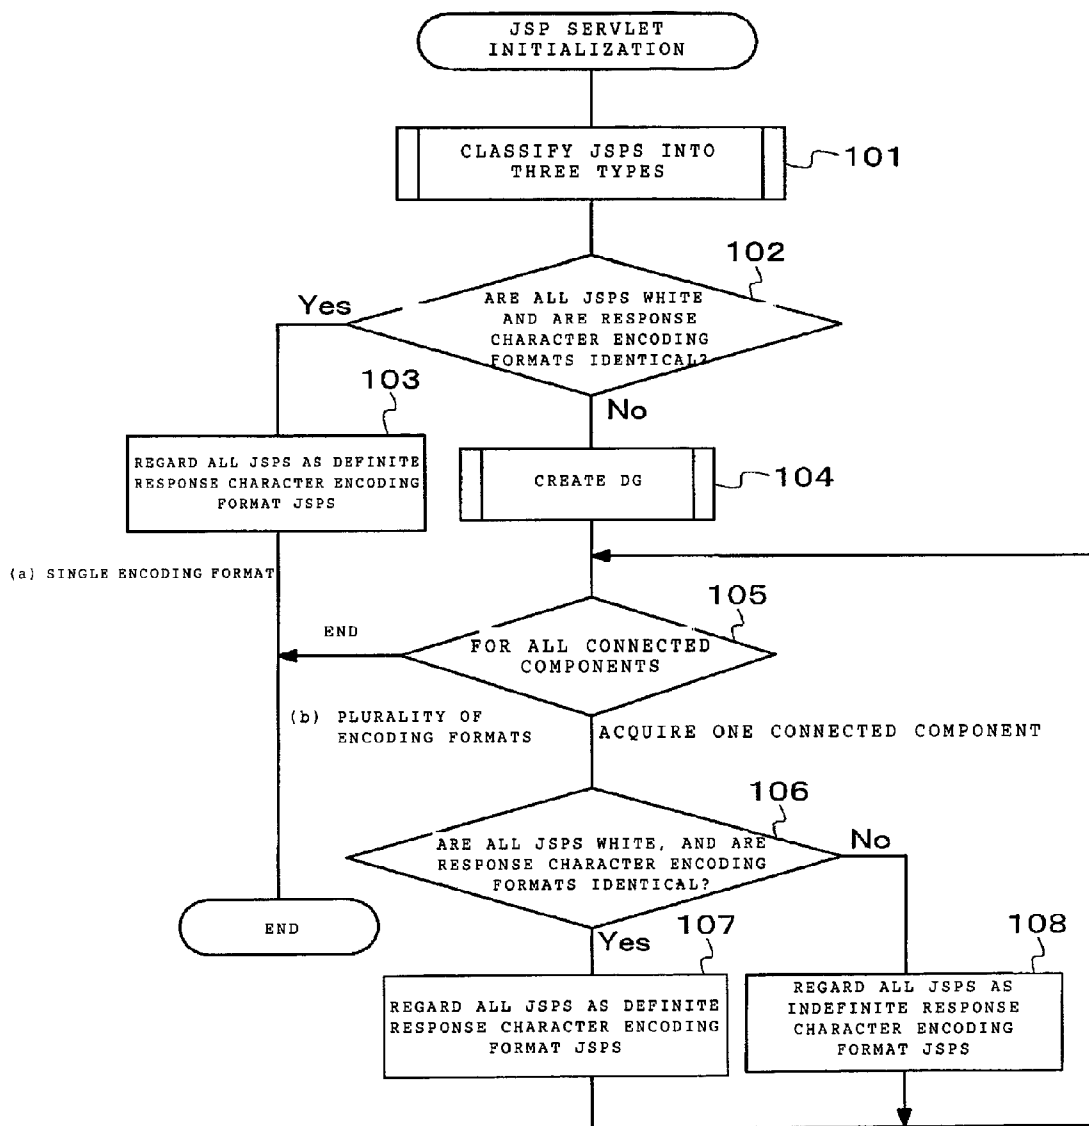 JSP SERVLET
INITIALIZATION
CLASSIFY JSPS INTO
THREE TYPES
101
102
Yes
ARE ALL JSPS WHITE
AND ARE RESPONSE
CHARACTER ENCODING
FORMATS IDENTICAL?
No
103
REGARD ALL JSPS AS DEFINITE
RESPONSE CHARACTER ENCODING
FORMAT JSPS
CREATE DG
104
(a) SINGLE ENCODING FORMAT
105
END
FOR ALL CONNECTED
COMPONENTS
(b) PLURALITY OF
ENCODING FORMATS
ACQUIRE ONE CONNECTED COMPONENT
106
ARE ALL JSPS WHITE, AND ARE
RESPONSE CHARACTER ENCODING
FORMATS IDENTICAL?
No
END
Yes
107
REGARD ALL JSPS AS DEFINITE
RESPONSE CHARACTER ENCODING
FORMAT JSPS
108
REGARD ALL JSPS AS
INDEFINITE RESPONSE
CHARACTER ENCODING
FORMAT JSPS